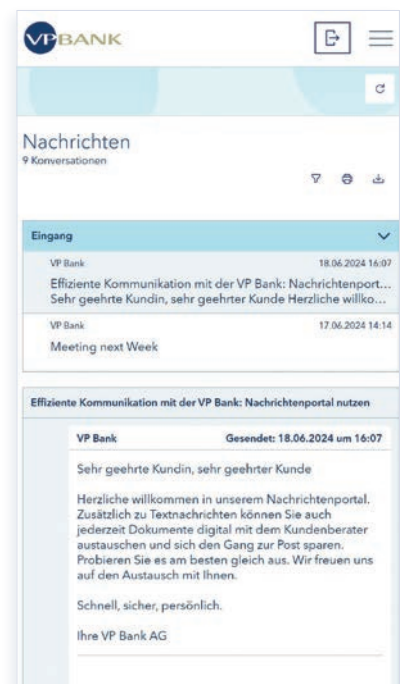 VPBANK
Nachrichten
9 Konversationen
Eingang
VP Bank 18.06.2024 16:07
Effiziente Kommunikation mit der VP Bank: Nachrichtenport...
Sehr geehrte Kundin, sehr geehrter Kunde Herzliche willko...
VP Bank 17.06.2024 14:14
Meeting next Week
Effiziente Kommunikation mit der VP Bank: Nachrichtenportal nutzen
VP Bank Gesendet: 18.06.2024 um 16:07
Sehr geehrte Kundin, sehr geehrter Kunde
Herzliche willkommen in unserem Nachrichtenportal.
Zusätzlich zu Textnachrichten können Sie auch
jederzeit Dokumente digital mit dem Kundenberater
austauschen und sich den Gang zur Post sparen.
Probieren Sie es am besten gleich aus. Wir freuen uns
auf den Austausch mit Ihnen.
Schnell, sicher, persönlich.
Ihre VP Bank AG